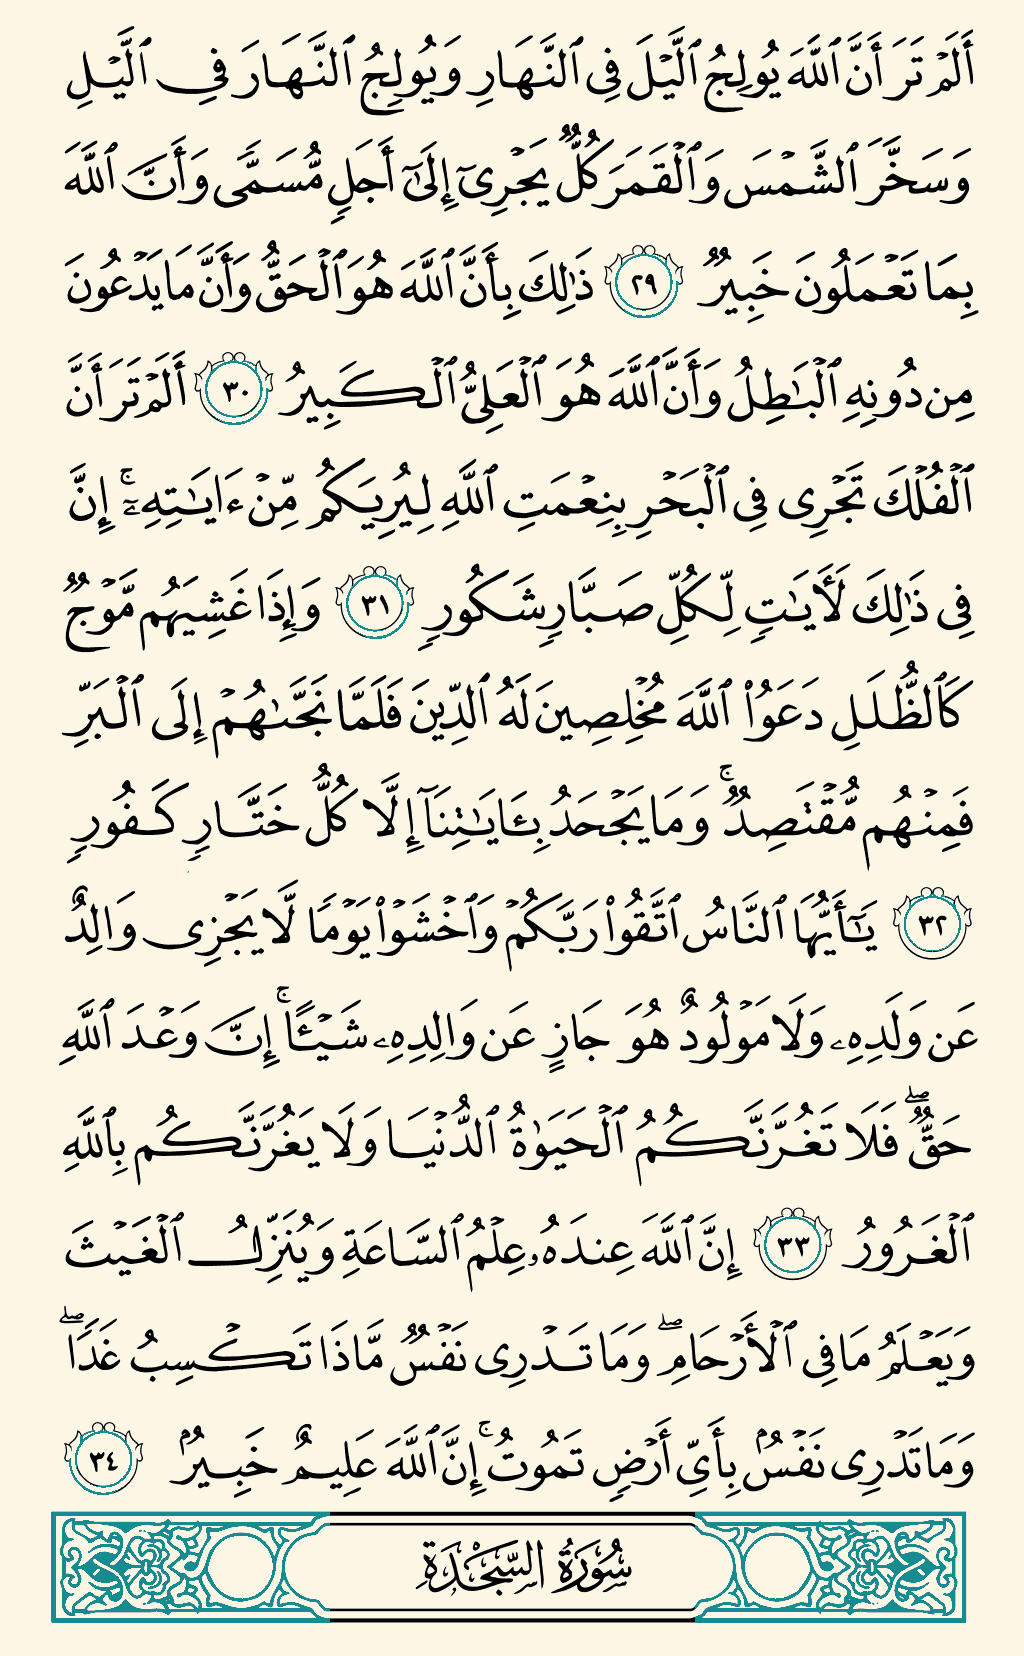 أَلَمْ تَرَ أَنَّ ٱللَّهَ يُولِجُ ٱلَّيْلَ فِى ٱلنَّهَارِ وَيُولِجُ ٱلنَّهَارَ فِى ٱلَّيْلِ
وَسَخَّرَ ٱلشَّمْسَ وَٱلْقَمَرَ كُلٌّ يَجْرِىٓ إِلَىٰٓ أَجَلٍ مُّسَمًّى وَأَنَّ ٱللَّهَ
بِمَا تَعْمَلُونَ خَبِيرٌ ٢٩ ذَٰلِكَ بِأَنَّ ٱللَّهَ هُوَ ٱلْحَقُّ وَأَنَّ مَا يَدْعُونَ
مِن دُونِهِ ٱلْبَٰطِلُ وَأَنَّ ٱللَّهَ هُوَ ٱلْعَلِىُّ ٱلْكَبِيرُ ٣٠ أَلَمْ تَرَ أَنَّ
ٱلْفُلْكَ تَجْرِى فِى ٱلْبَحْرِ بِنِعْمَتِ ٱللَّهِ لِيُرِيَكُم مِّنْ ءَايَٰتِهِۦٓ ۚ إِنَّ
فِى ذَٰلِكَ لَءَايَٰتٍ لِّكُلِّ صَبَّارٍ شَكُورٍ ٣١ وَإِذَا غَشِيَهُم مَّوْجٌ
كَٱلظُّلَلِ دَعَوُا۟ ٱللَّهَ مُخْلِصِينَ لَهُ ٱلدِّينَ فَلَمَّا نَجَّىٰهُمْ إِلَى ٱلْبَرِّ
فَمِنْهُم مُّقْتَصِدٌ ۚ وَمَا يَجْحَدُ بِـَٔايَٰتِنَآ إِلَّا كُلُّ خَتَّارٍ كَفُورٍ
٣٢ يَٰٓأَيُّهَا ٱلنَّاسُ ٱتَّقُوا۟ رَبَّكُمْ وَٱخْشَوْا۟ يَوْمًا لَّا يَجْزِى وَالِدٌ
عَن وَلَدِهِۦ وَلَا مَوْلُودٌ هُوَ جَازٍ عَن وَالِدِهِۦ شَيْـًٔا ۚ إِنَّ وَعْدَ ٱللَّهِ
حَقٌّ ۖ فَلَا تَغُرَّنَّكُمُ ٱلْحَيَوٰةُ ٱلدُّنْيَا وَلَا يَغُرَّنَّكُم بِٱللَّهِ
ٱلْغَرُورُ ٣٣ إِنَّ ٱللَّهَ عِندَهُۥ عِلْمُ ٱلسَّاعَةِ وَيُنَزِّلُ ٱلْغَيْثَ
وَيَعْلَمُ مَا فِى ٱلْأَرْحَامِ ۖ وَمَا تَدْرِى نَفْسٌ مَّاذَا تَكْسِبُ غَدًا ۖ
وَمَا تَدْرِى نَفْسٌۢ بِأَىِّ أَرْضٍ تَمُوتُ ۚ إِنَّ ٱللَّهَ عَلِيمٌ خَبِيرٌۢ ٣٤
سُورَةُ السَّجْدَةِ